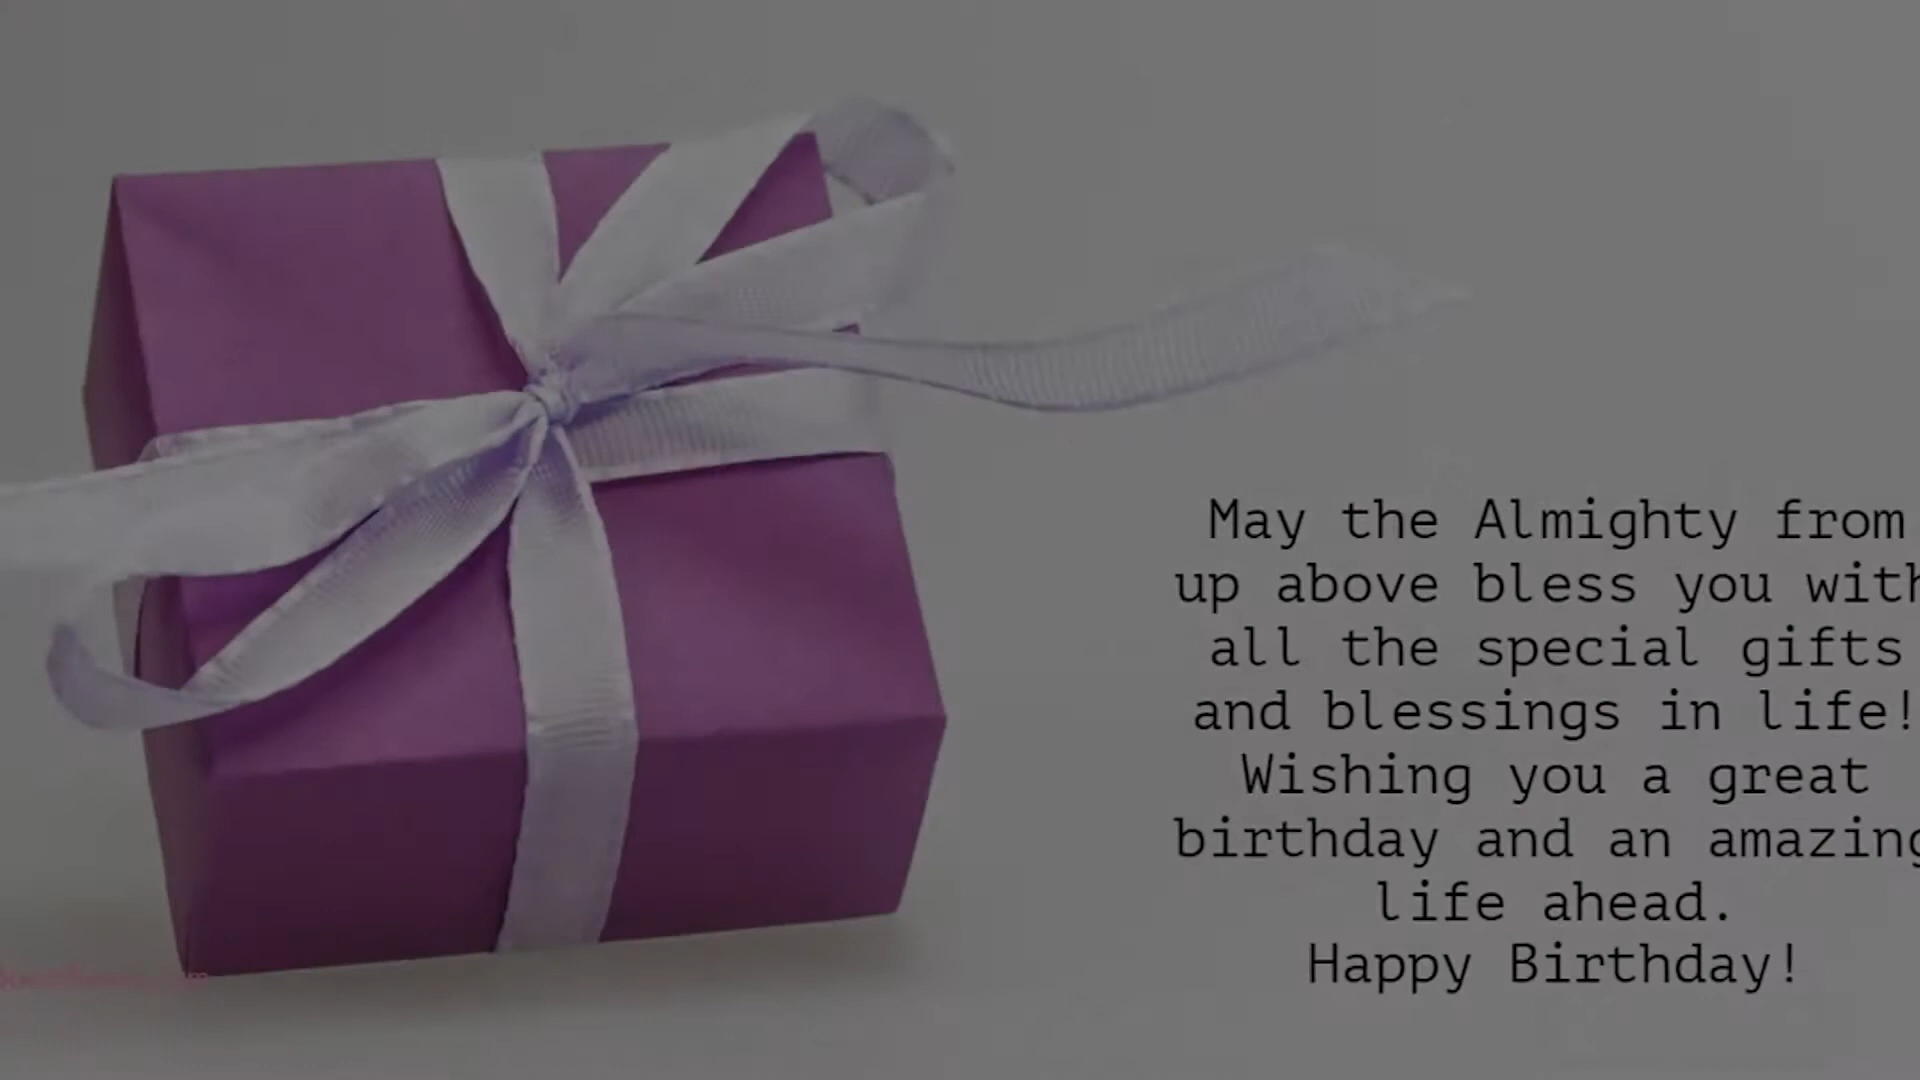 May the Almighty from
up above bless you with
all the special gifts
and blessings in life!
Wishing you a great
birthday and an amazing
life ahead.
Happy Birthday!